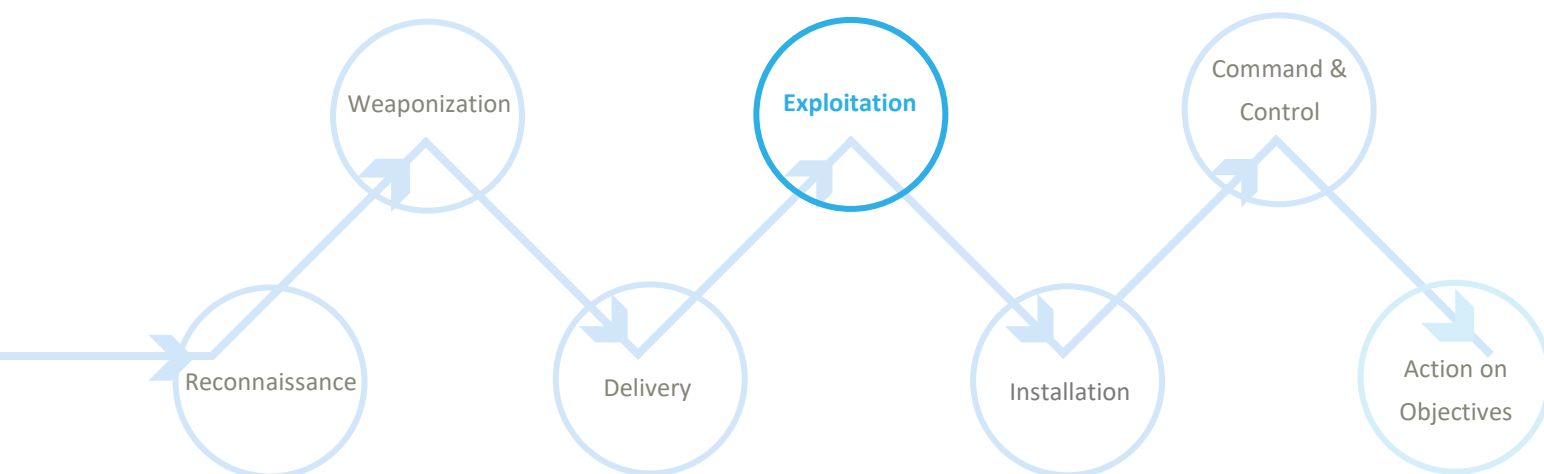 Reconnaissance
Weaponization
Delivery
Exploitation
Installation
Command &
Control
Action on
Objectives